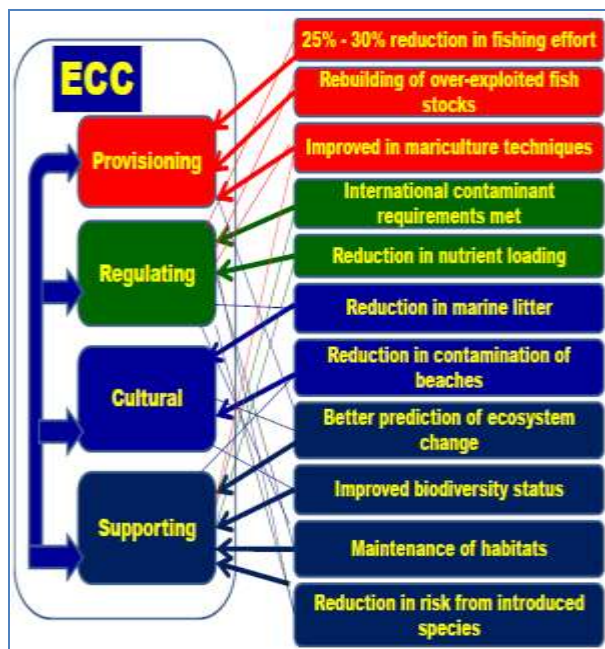 ECC
Provisioning
Regulating
Cultural
Supporting
25% - 30% reduction in fishing effort
Rebuilding of over-exploited fish
stocks
Improved in mariculture techniques
International contaminant
requirements met
Reduction in nutrient loading
Reduction in marine litter
Reduction in contamination of
beaches
Better prediction of ecosystem
change
Improved biodiversity status
Maintenance of habitats
Reduction in risk from introduced
species